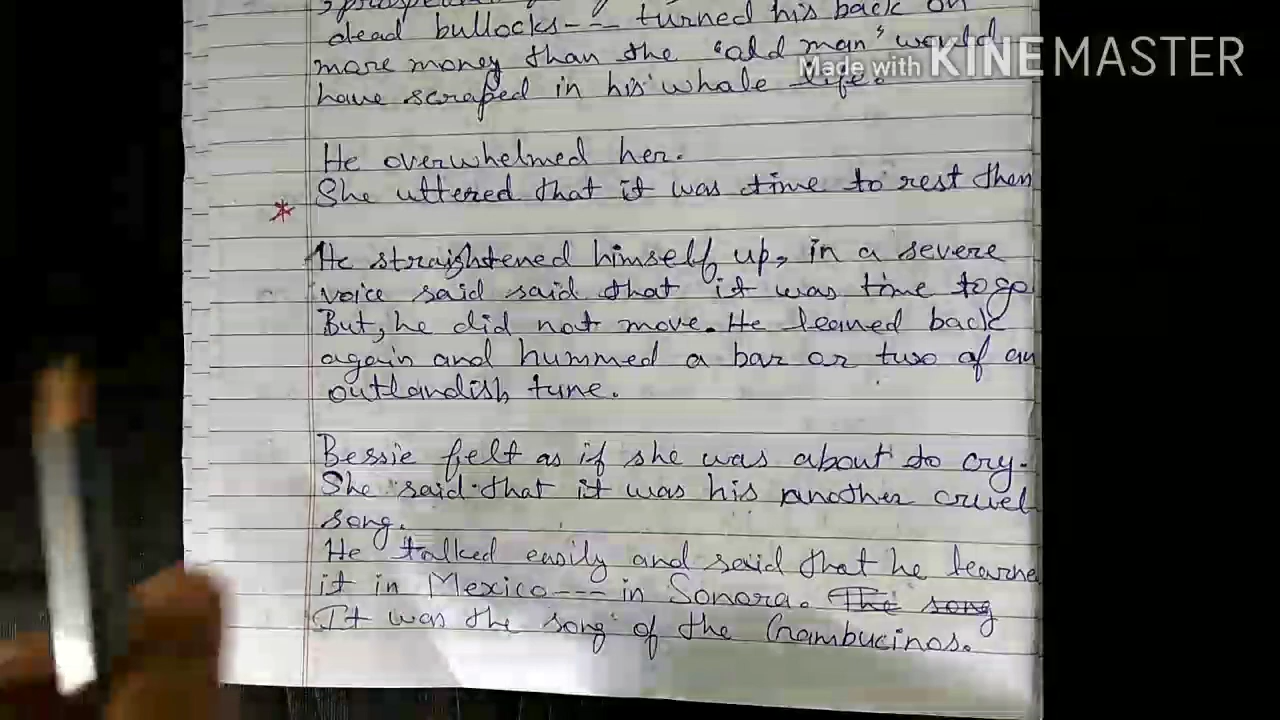 dead bullocks--- turned his back on
more money than the "old man" would
have scraped in his whole life.
Made with KINEMASTER
He overwhelmed her.
She uttered that it was time to rest then
* He straightened himself up, in a severe
voice said said that it was time to go
But, he did not move. He leaned back
again and hummed a bar or two of an
outlandish tune.
Bessie felt as if she was about to cry.
She said that it was his another cruel
song.
He talked easily and said that he learne
it in Mexico--- in Sonora. The song
It was the song of the Gambucinos.